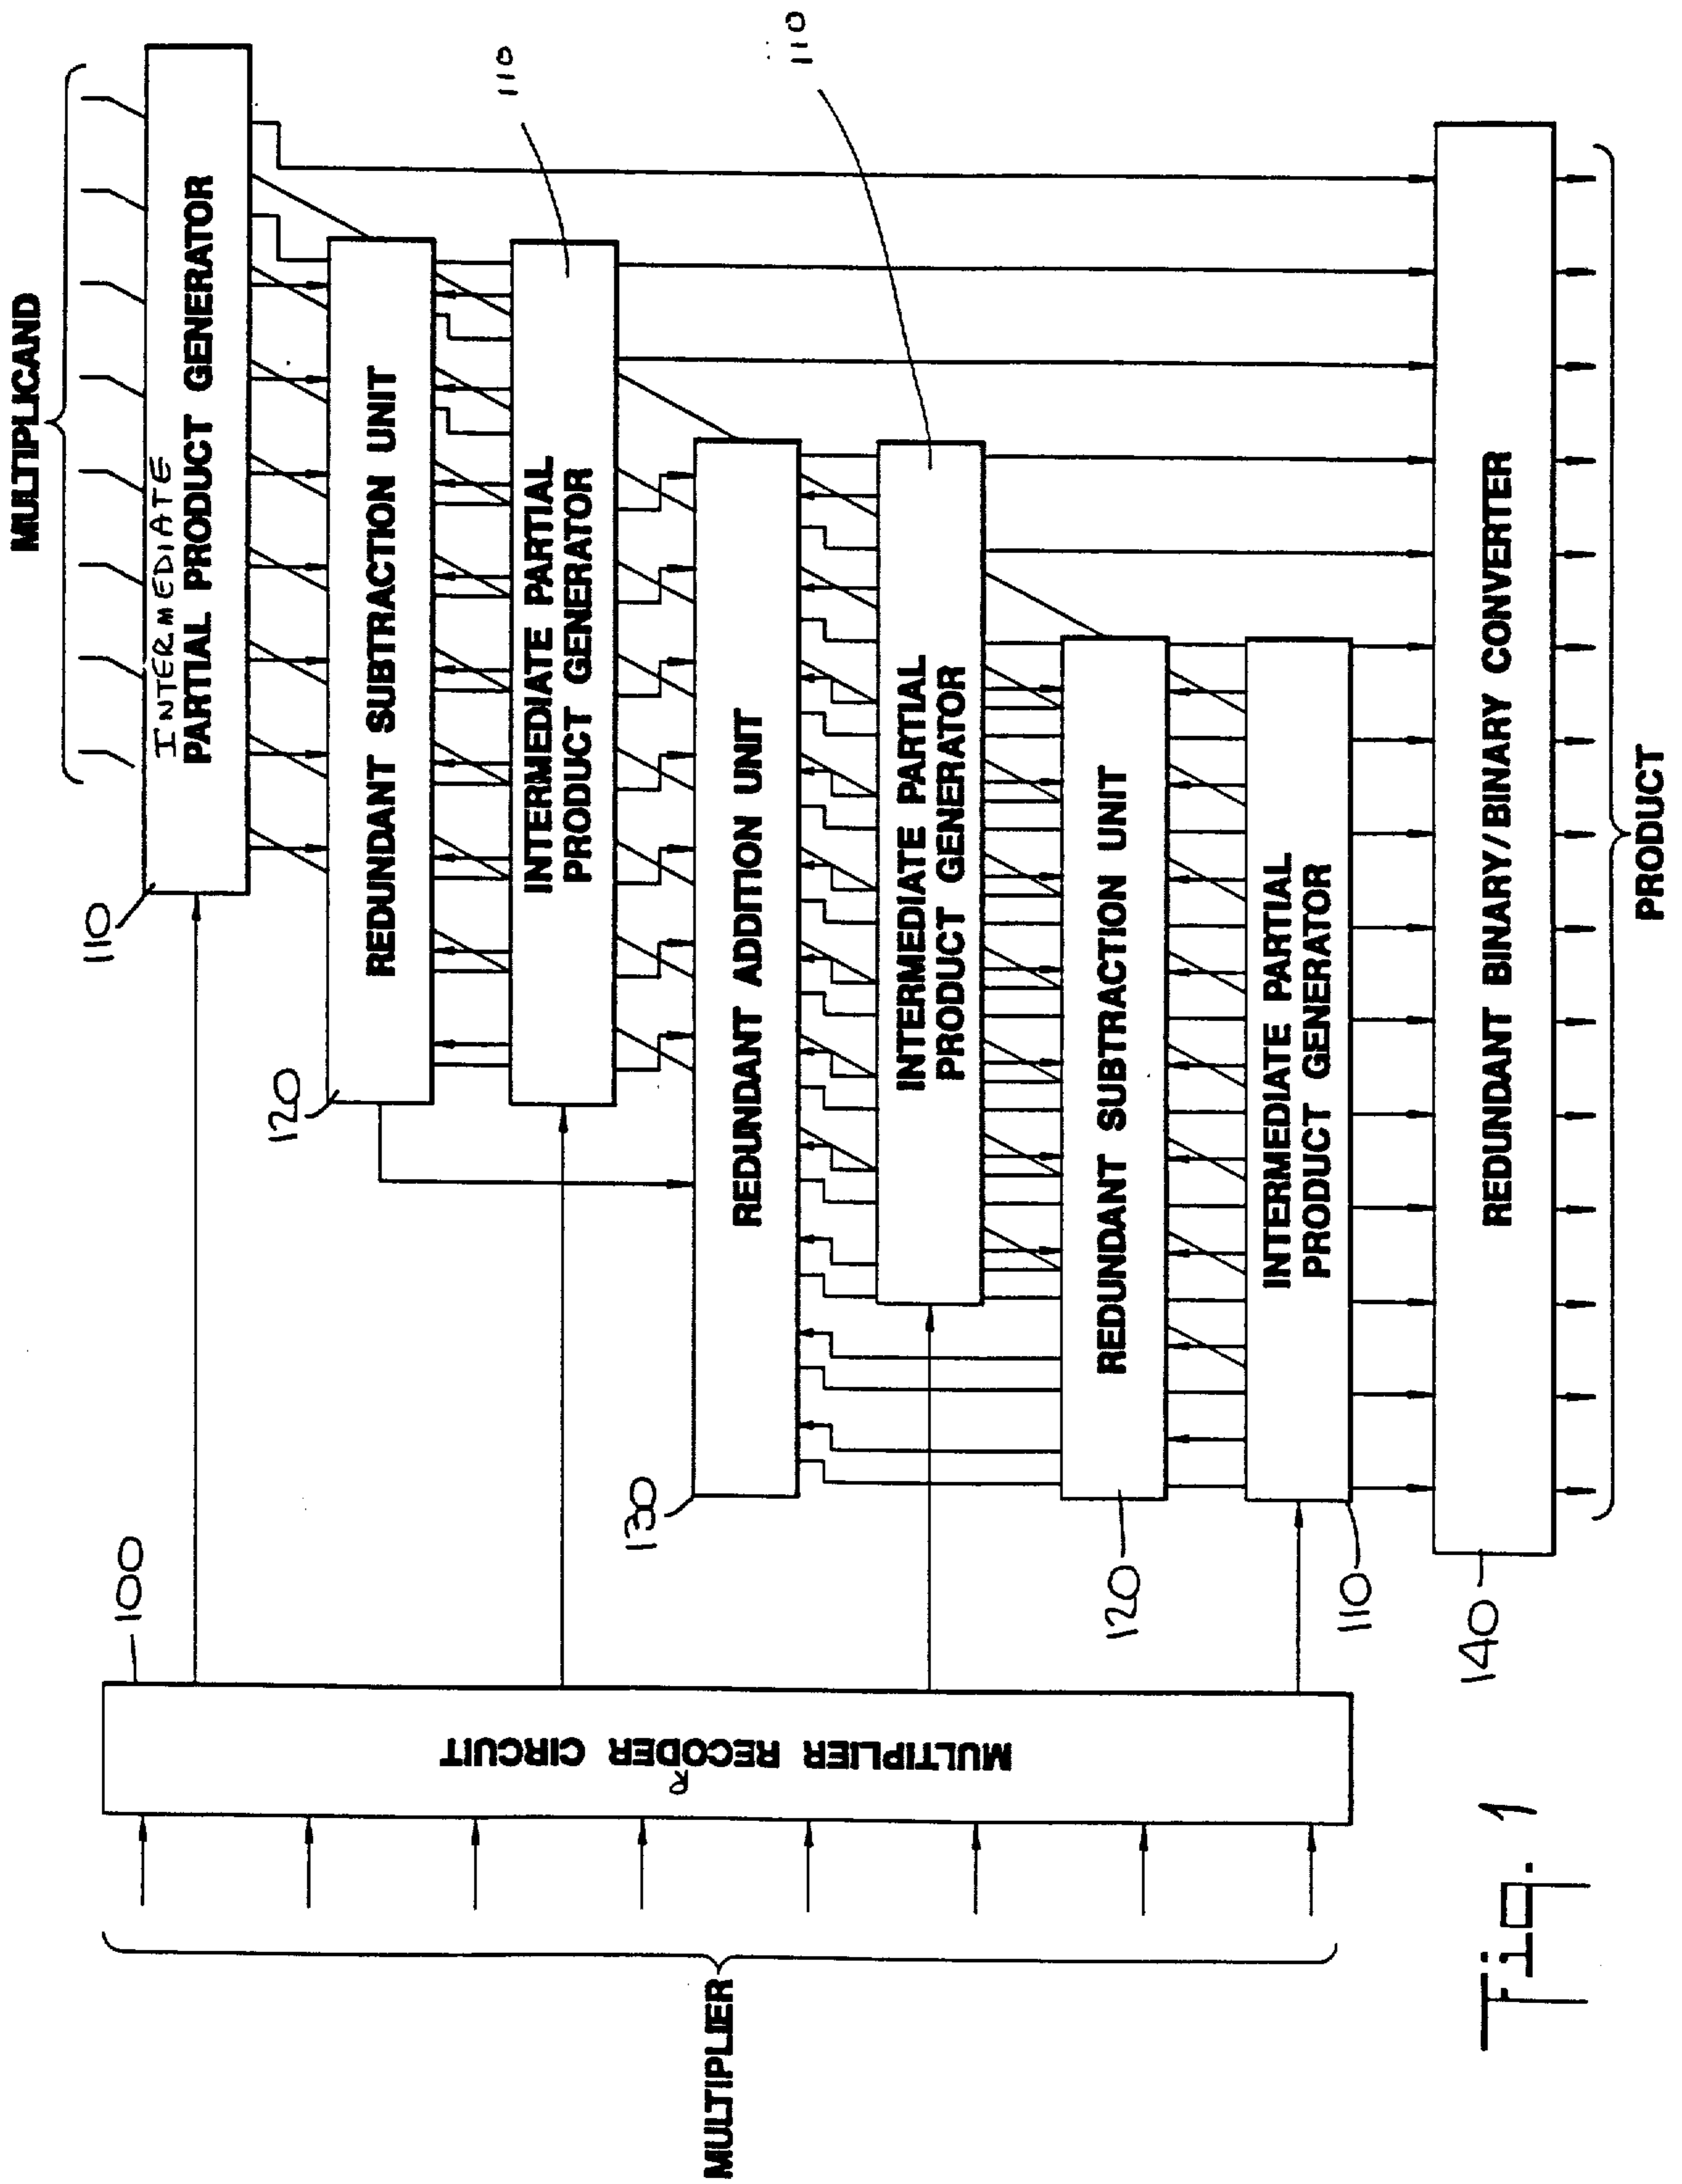 MULTIPLICAND
INTERMEDIATE
PARTIAL PRODUCT GENERATOR
110
REDUNDANT SUBTRACTION UNIT
120
INTERMEDIATE PARTIAL
PRODUCT GENERATOR
110
REDUNDANT ADDITION UNIT
130
INTERMEDIATE PARTIAL
PRODUCT GENERATOR
110
REDUNDANT SUBTRACTION UNIT
120
INTERMEDIATE PARTIAL
PRODUCT GENERATOR
110
REDUNDANT BINARY/BINARY CONVERTER
140
PRODUCT
100
MULTIPLIER RECODER CIRCUIT
R
MULTIPLIER
Fig. 1